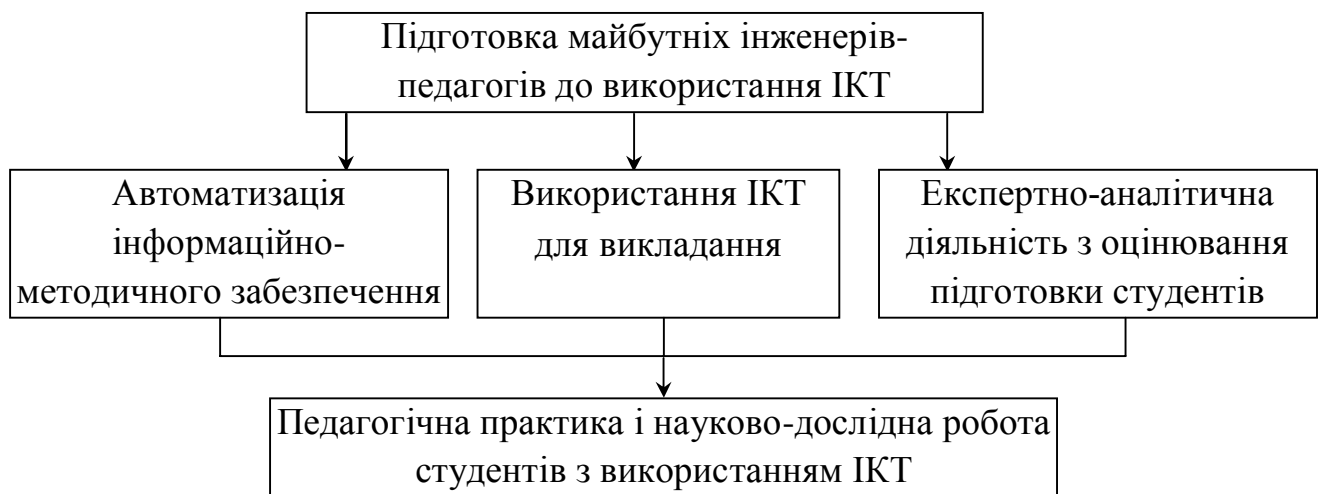 Підготовка майбутніх інженерів-
педагогів до використання ІКТ
Автоматизація
інформаційно-
методичного забезпечення
Використання ІКТ
для викладання
Експертно-аналітична
діяльність з оцінювання
підготовки студентів
Педагогічна практика і науково-дослідна робота
студентів з використанням ІКТ